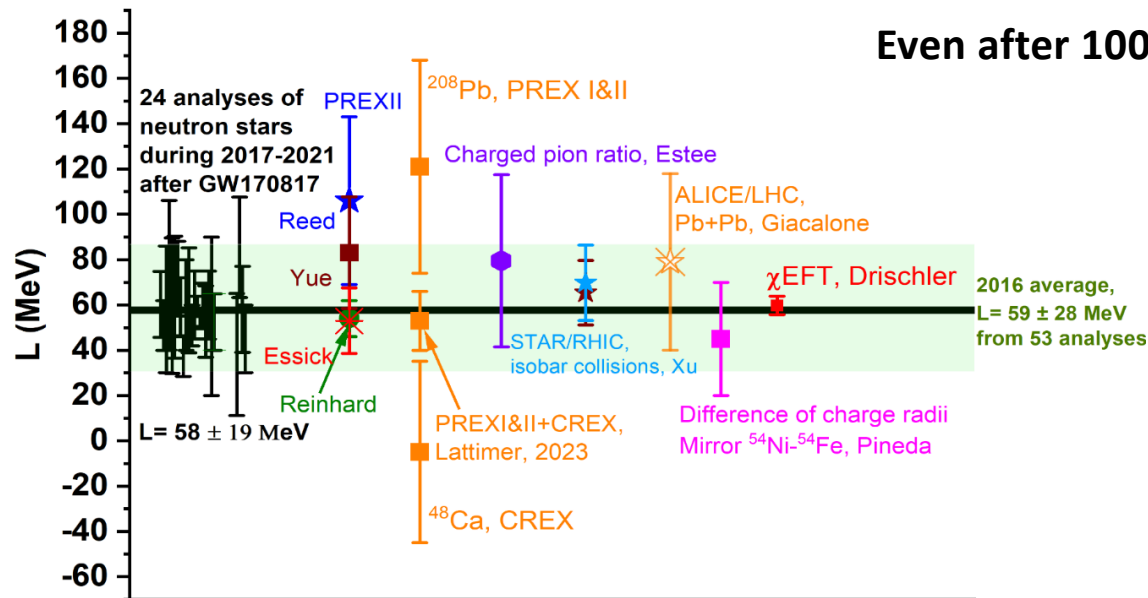 Even after 100
L (MeV)
180
160
140
120
100
80
60
40
20
0
-20
-40
-60
24 analyses of
neutron stars
during 2017-2021
after GW170817
L= 58 ± 19 MeV
PREXII
Reed
Yue
Essick
Reinhard
²⁰⁸Pb, PREX I&II
PREXI&II+CREX,
Lattimer, 2023
⁴⁸Ca, CREX
Charged pion ratio, Estee
STAR/RHIC,
isobar collisions, Xu
ALICE/LHC,
Pb+Pb, Giacalone
χEFT, Drischler
Difference of charge radii
Mirror ⁵⁴Ni-⁵⁴Fe, Pineda
2016 average,
L= 59 ± 28 MeV
from 53 analyses